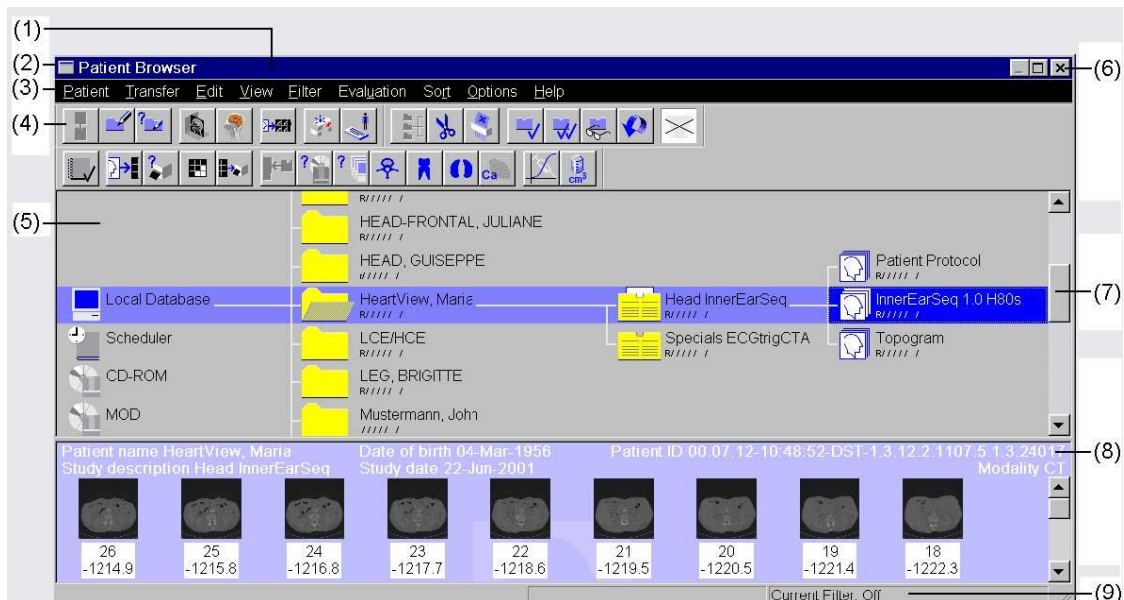 (1)
(2) Patient Browser (6)
(3) Patient Transfer Edit View Filter Evaluation Sort Options Help
(4)
? ?
? ? ? Ca cm³
(5)
R///// /
HEAD-FRONTAL, JULIANE
R///// /
HEAD, GUISEPPE Patient Protocol
///// / R///// /
Local Database HeartView, Maria Head InnerEarSeq InnerEarSeq 1.0 H80s (7)
R///// / R///// / R///// /
Scheduler LCE/HCE Specials ECGtrigCTA Topogram
R///// / R///// / R///// /
CD-ROM LEG, BRIGITTE
R///// /
MOD Mustermann, John
///// /
Patient name HeartView, Maria Date of birth 04-Mar-1956 Patient ID 00.07.12-10:48:52-DST-1.3.12.2.1107.5.1.3.24017 (8)
Study description Head InnerEarSeq Study date 22-Jun-2001 Modality CT
26 25 24 23 22 21 20 19 18
-1214.9 -1215.8 -1216.8 -1217.7 -1218.6 -1219.5 -1220.5 -1221.4 -1222.3
Current Filter: Off (9)